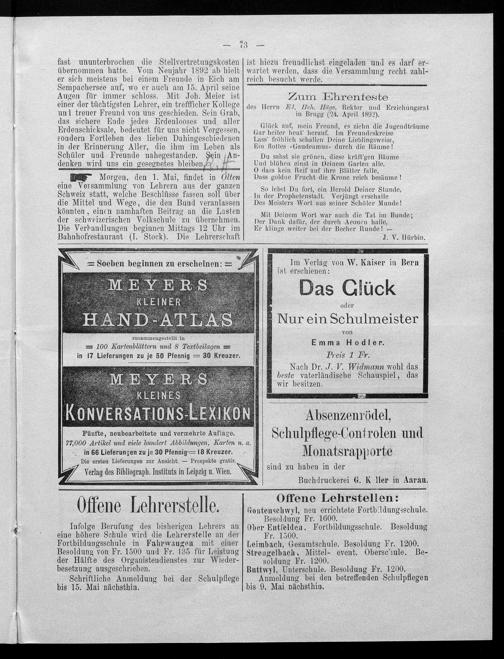 — 73 —
fast ununterbrochen die Stellvertretungskosten
übernommen hatte. Vom Neujahr 1892 ab hielt
er sich meistens bei einem Freunde in Eich am
Sempachersee auf, wo er auch am 15. April seine
Augen für immer schloss. Mit Joh. Meier ist
einer der tüchtigsten Lehrer, ein trefflicher Kollege
und treuer Freund von uns geschieden. Sein Grab,
das sichere Ende jedes Erdenloses und aller
Erdenschicksale, bedeutet für uns nicht Vergessen,
sondern Fortleben des lieben Dahingeschiedenen
in der Erinnerung Aller, die ihm im Leben als
Schüler und Freunde nahegestanden. Sein An-
denken wird uns ein gesegnetes bleiben.
Morgen, den 1. Mai, findet in Olten
eine Versammlung von Lehrern aus der ganzen
Schweiz statt, welche Beschlüsse fassen soll über
die Mittel und Wege, die den Bund veranlassen
könnten, einen namhaften Beitrag an die Lasten
der schweizerischen Volksschule zu übernehmen.
Die Verhandlungen beginnen Mittags 12 Uhr im
Bahnhofrestaurant (I. Stock). Die Lehrerschaft
ist hiezu freundlichst eingeladen und es darf er-
wartet werden, dass die Versammlung recht zahl-
reich besucht werde.
Zum Ehrenteste
des Herrn Ed. Hch. Häge, Rektor und Erziehungsrat
in Brugg (24. April 1892).
Glück auf, mein Freund, es zieht die Jugendträume
Gar heiter heut' herauf. Im Freundeskreise
Lass' fröhlich schallen Deine Lieblingsweise,
Ein flottes «Gaudeamus» durch die Räume!
Du sahst sie grünen, diese kräft'gen Bäume
Und blühen einst in Deinem Garten alle.
O dass kein Reif auf ihre Blüten falle,
Dass goldne Frucht die Krone reich besäume!
So lebst Du fort, ein Herold Deiner Stunde,
In der Prophetenstadt. Verjüngt erschalle
Des Meisters Wort aus seiner Schüler Munde!
Mit Deinem Wort war auch die Tat im Bunde;
Der Dank dafür, der durch Aeonen halle,
Er klinge weiter bei der Becher Runde! —
J. V. Hürbin.
= Soeben beginnen zu erscheinen: =
MEYERS
KLEINER
HAND-ATLAS
zusammengestellt in
= 100 Kartenblättern und 8 Textbeilagen =
in 17 Lieferungen zu je 50 Pfennig = 30 Kreuzer.
MEYERS
KLEINES
KONVERSATIONS-LEXIKON
Fünfte, neubearbeitete und vermehrte Auflage.
77,000 Artikel und viele hundert Abbildungen, Karten u. a.
in 66 Lieferungen zu je 30 Pfennig = 18 Kreuzer.
Die ersten Lieferungen zur Ansicht. — Prospekte gratis.
Verlag des Bibliograph. Instituts in Leipzig u. Wien.
Im Verlag von W. Kaiser in Bern
ist erschienen:
Das Glück
oder
Nur ein Schulmeister
von
Emma Hodler.
Preis 1 Fr.
Nach Dr. J. V. Widmann wohl das
beste vaterländische Schauspiel, das
wir besitzen.
Absenzenrödel,
Schulpflege-Controlen und
Monatsrapporte
sind zu haben in der
Buchdruckerei G. K ller in Aarau.
Offene Lehrerstelle.
Infolge Berufung des bisherigen Lehrers an
eine höhere Schule wird die Lehrerstelle an der
Fortbildungsschule in Fahrwangen mit einer
Besoldung von Fr. 1500 und Fr. 135 für Leistung
der Hälfte des Organistendienstes zur Wieder-
besetzung ausgeschrieben.
Schriftliche Anmeldung bei der Schulpflege
bis 15. Mai nächsthin.
Offene Lehrstellen:
Gontenschwyl, neu errichtete Fortbildungsschule.
Besoldung Fr. 1600.
Ober Entfelden, Fortbildungsschule. Besoldung
Fr. 1500.
Leimbach, Gesamtschule. Besoldung Fr. 1200.
Strengelbach, Mittel- event. Oberschule. Be-
soldung Fr. 1200.
Buttwyl, Unterschule. Besoldung Fr. 1200.
Anmeldung bei den betreffenden Schulpflegen
bis 9. Mai nächsthin.